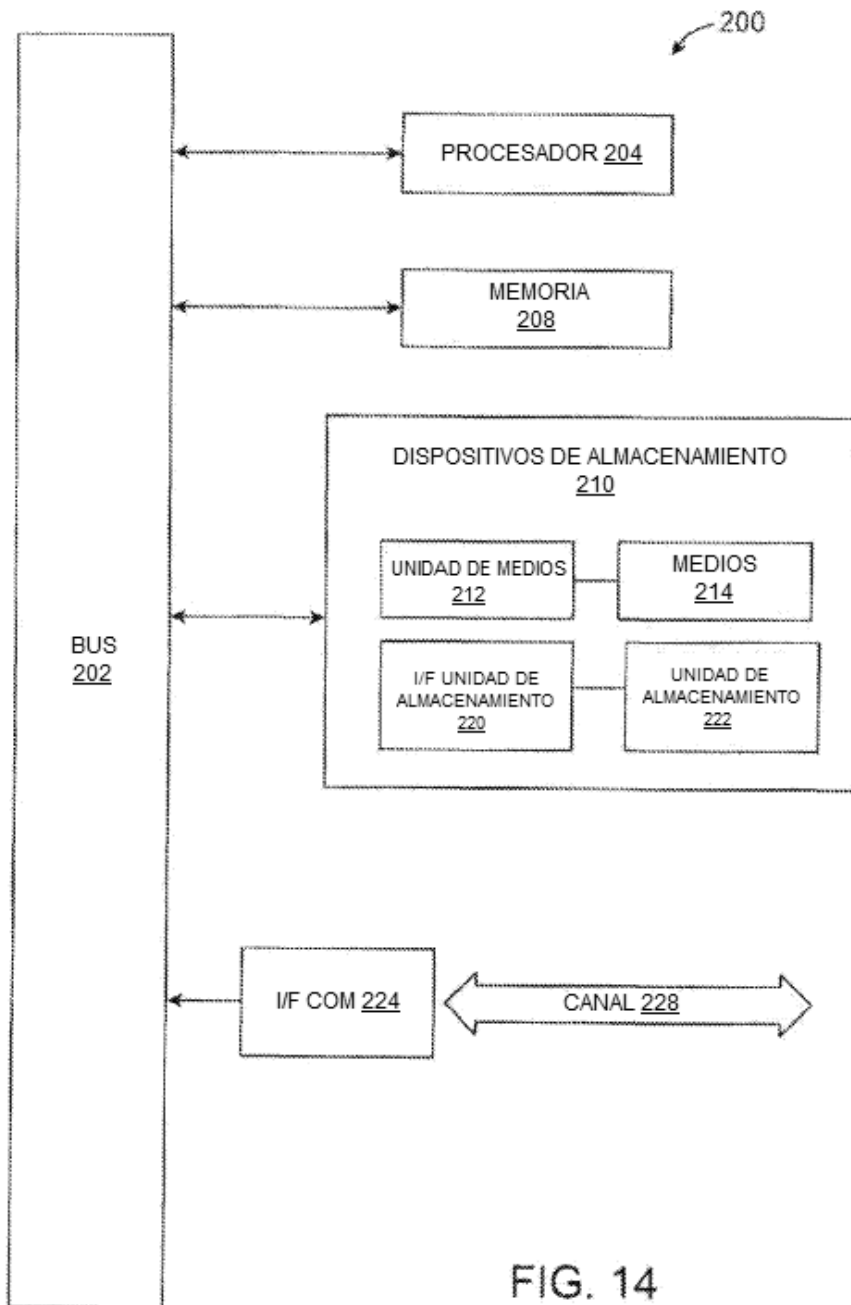 200
PROCESADOR 204
MEMORIA
208
DISPOSITIVOS DE ALMACENAMIENTO
210
UNIDAD DE MEDIOS
212
MEDIOS
214
BUS
202
I/F UNIDAD DE
ALMACENAMIENTO
220
UNIDAD DE
ALMACENAMIENTO
222
I/F COM 224
CANAL 228
FIG. 14